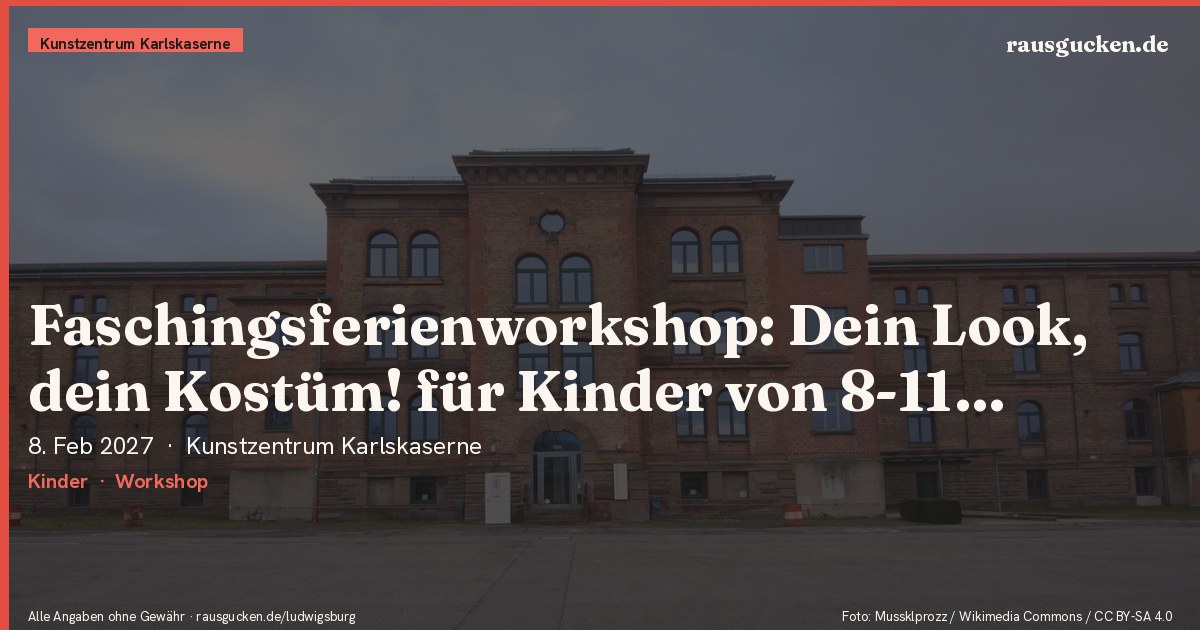 Kunstzentrum Karlskaserne
rausgucken.de
Faschingsferienworkshop: Dein Look,
dein Kostüm! für Kinder von 8-11...
8. Feb 2027 · Kunstzentrum Karlskaserne
Kinder · Workshop
Alle Angaben ohne Gewähr · rausgucken.de/ludwigsburg
Foto: Mussklprozz / Wikimedia Commons / CC BY-SA 4.0